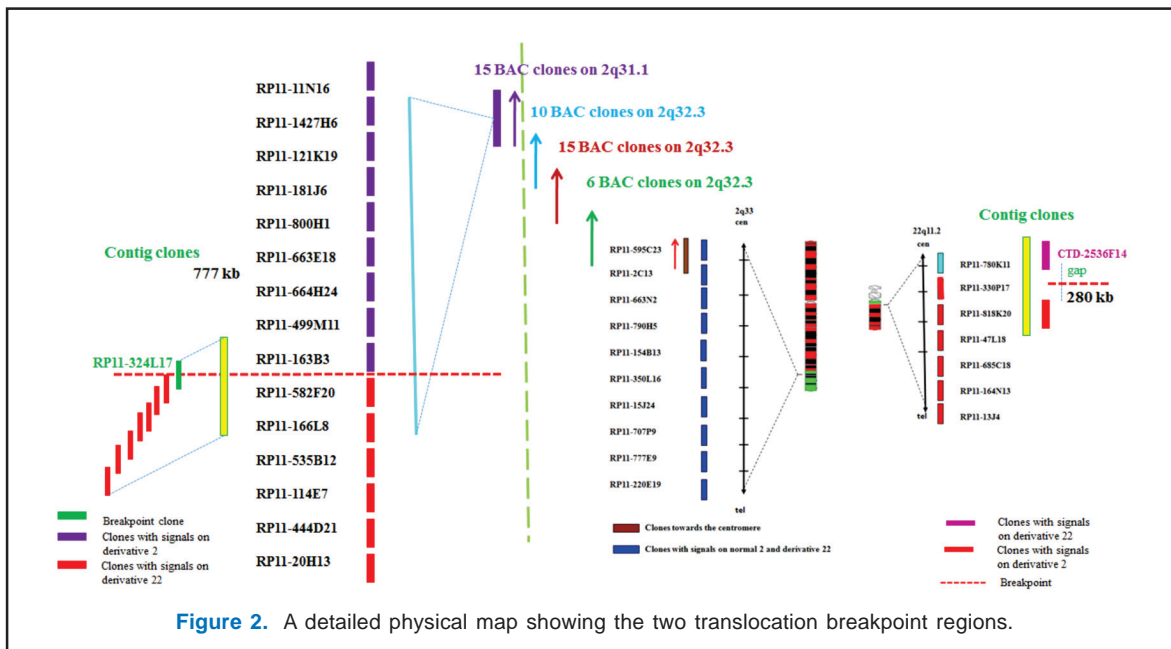 15 BAC clones on 2q31.1
10 BAC clones on 2q32.3
15 BAC clones on 2q32.3
6 BAC clones on 2q32.3
RP11-11N16
RP11-1427H6
RP11-121K19
RP11-181J6
RP11-800H1
RP11-663E18
RP11-664H24
RP11-499M11
RP11-163B3
RP11-582F20
RP11-166L8
RP11-535B12
RP11-114E7
RP11-444D21
RP11-20H13
Contig clones
777 kb
RP11-324L17
Breakpoint clone
Clones with signals on
derivative 2
Clones with signals on
derivative 22
2q33
cen
RP11-595C23
RP11-2C13
RP11-663N2
RP11-790H5
RP11-154B13
RP11-350L16
RP11-15J24
RP11-707P9
RP11-777E9
RP11-220E19
tel
Clones towards the centromere
Clones with signals on normal 2 and derivative 22
22q11.2
cen
RP11-780K11
RP11-330P17
RP11-818K20
RP11-47L18
RP11-685C18
RP11-164N13
RP11-13J4
tel
Contig clones
CTD-2536F14
gap
280 kb
Clones with signals
on derivative 22
Clones with signals
on derivative 2
Breakpoint
Figure 2. A detailed physical map showing the two translocation breakpoint regions.